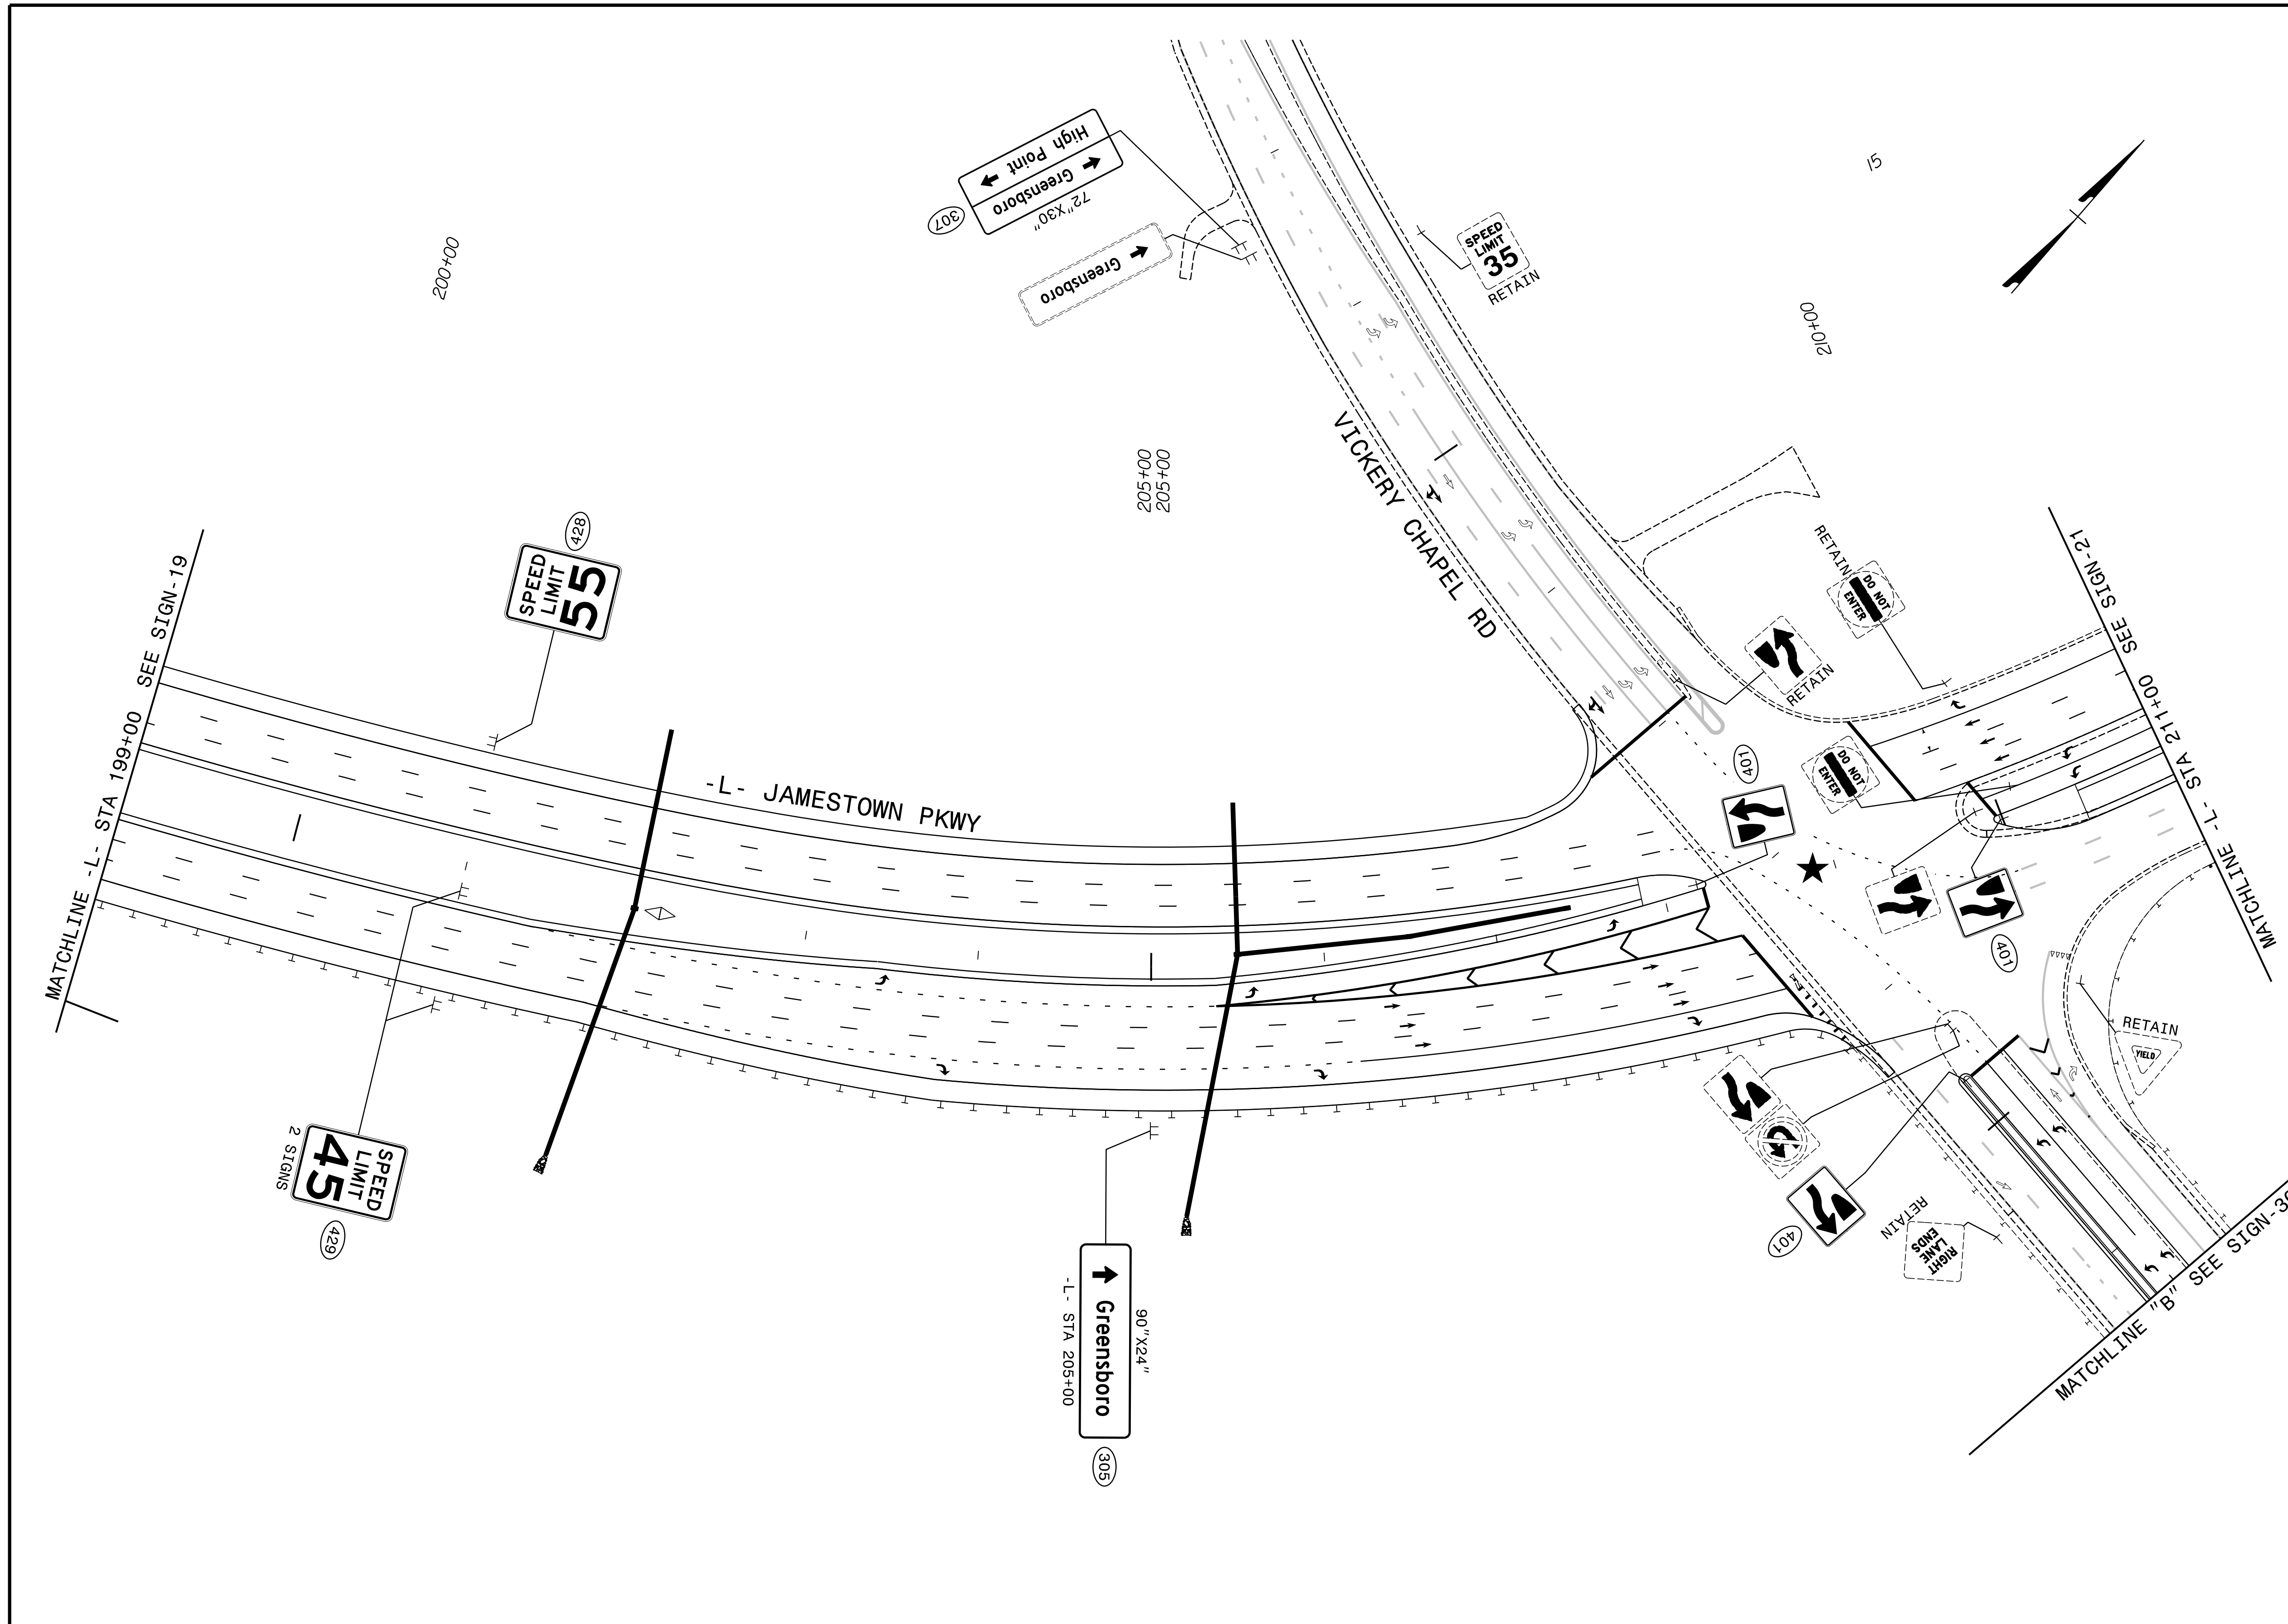 High Point
Greensboro
72"X30"
307
Greensboro
SPEED
LIMIT
35
RETAIN
15
200+00
210+00
205+00
205+00
VICKERY CHAPEL RD
428
SPEED
LIMIT
55
MATCHLINE -L- STA 199+00 SEE SIGN-19
-L- JAMESTOWN PKWY
RETAIN
DO NOT
ENTER
RETAIN
MATCHLINE -L- STA 211+00 SEE SIGN-21
401
DO NOT
ENTER
401
RETAIN
YIELD
2 SIGNS
SPEED
LIMIT
45
429
401
RETAIN
RIGHT
LANE
ENDS
90"X24"
Greensboro
-L- STA 205+00
305
MATCHLINE "B" SEE SIGN-